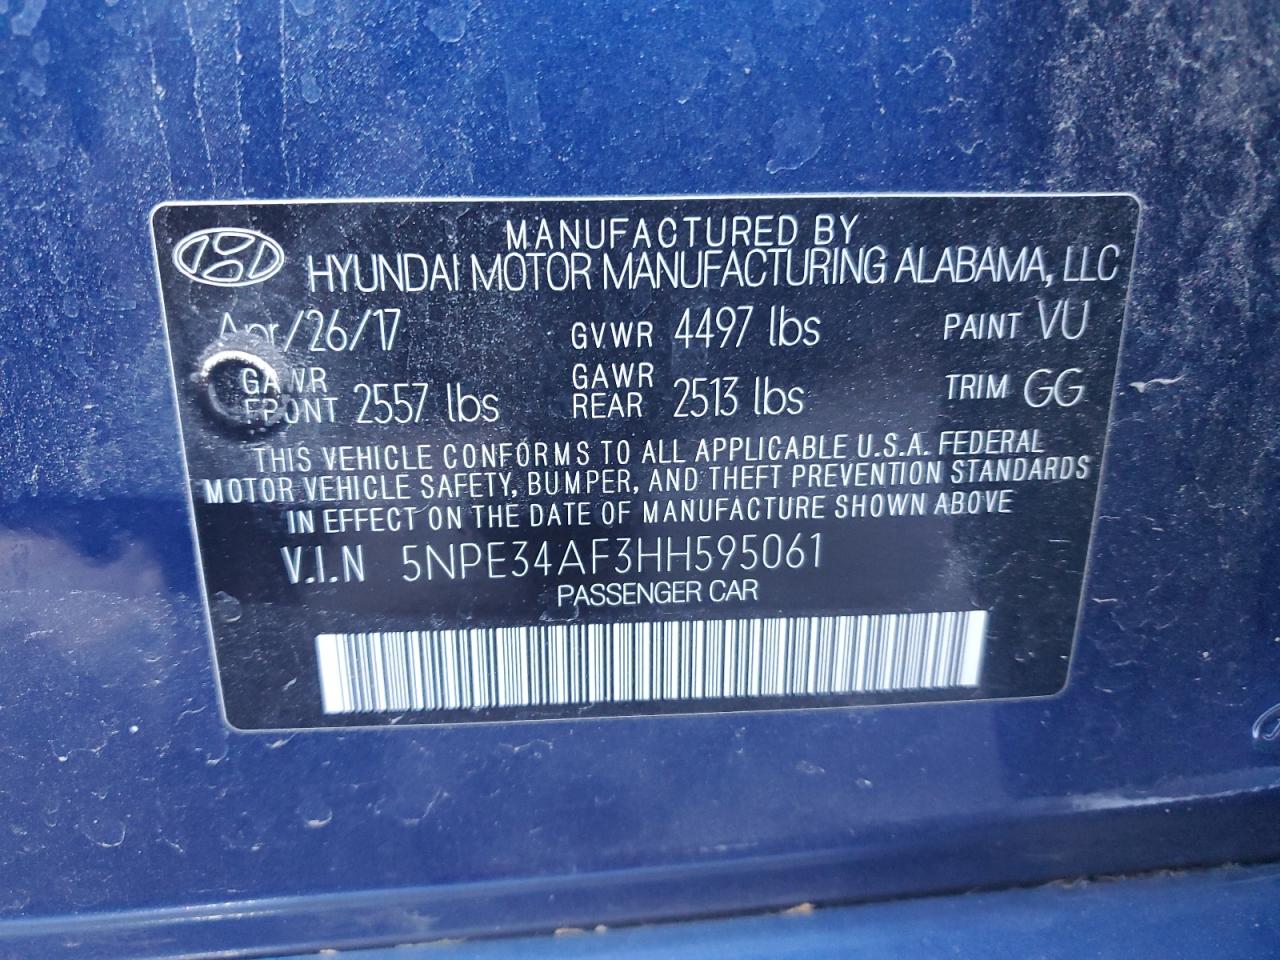 MANUFACTURED BY
HYUNDAI MOTOR MANUFACTURING ALABAMA, LLC
Apr/26/17 GVWR 4497 lbs PAINT VU
GAWR FRONT 2557 lbs GAWR REAR 2513 lbs TRIM GG
THIS VEHICLE CONFORMS TO ALL APPLICABLE U.S.A. FEDERAL
MOTOR VEHICLE SAFETY, BUMPER, AND THEFT PREVENTION STANDARDS
IN EFFECT ON THE DATE OF MANUFACTURE SHOWN ABOVE
V.I.N 5NPE34AF3HH595061
PASSENGER CAR